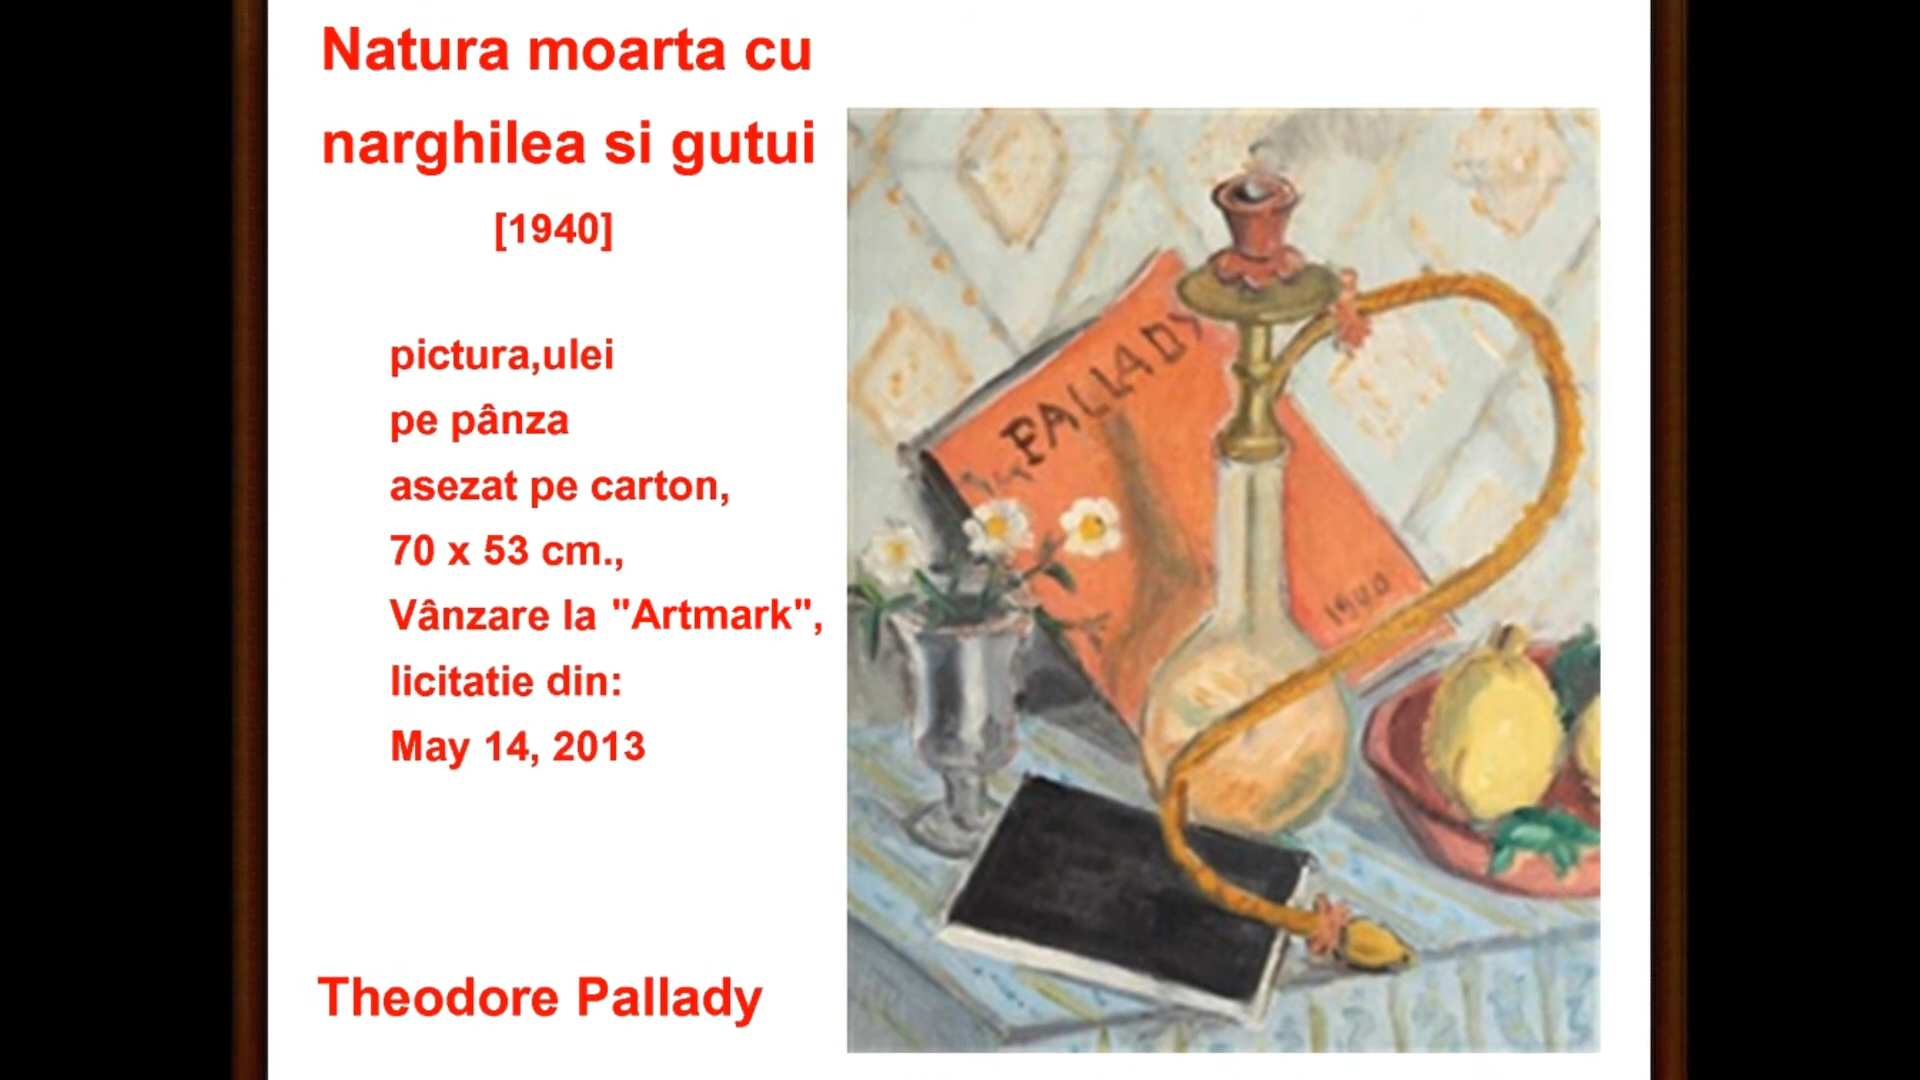 Natura moarta cu
narghilea si gutui
[1940]
pictura,ulei
pe pânza
asezat pe carton,
70 x 53 cm.,
Vânzare la "Artmark",
licitatie din:
May 14, 2013
Theodore Pallady
PALLADY
1940